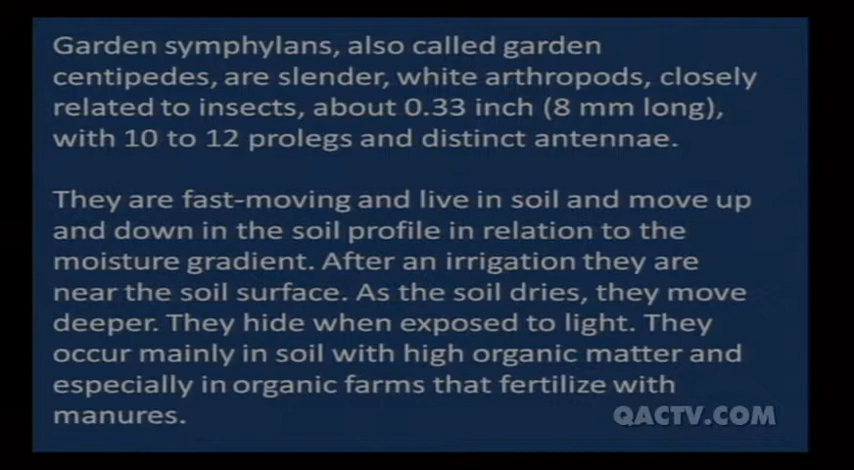 Garden symphylans, also called garden
centipedes, are slender, white arthropods, closely
related to insects, about 0.33 inch (8 mm long),
with 10 to 12 prolegs and distinct antennae.
They are fast-moving and live in soil and move up
and down in the soil profile in relation to the
moisture gradient. After an irrigation they are
near the soil surface. As the soil dries, they move
deeper. They hide when exposed to light. They
occur mainly in soil with high organic matter and
especially in organic farms that fertilize with
manures.
QACTV.COM